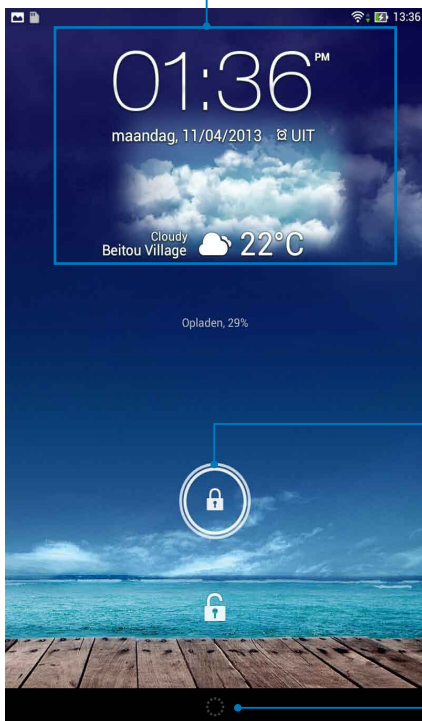 13:36
01:36 PM
maandag, 11/04/2013 UIT
Cloudy
Beitou Village 22°C
Opladen, 29%